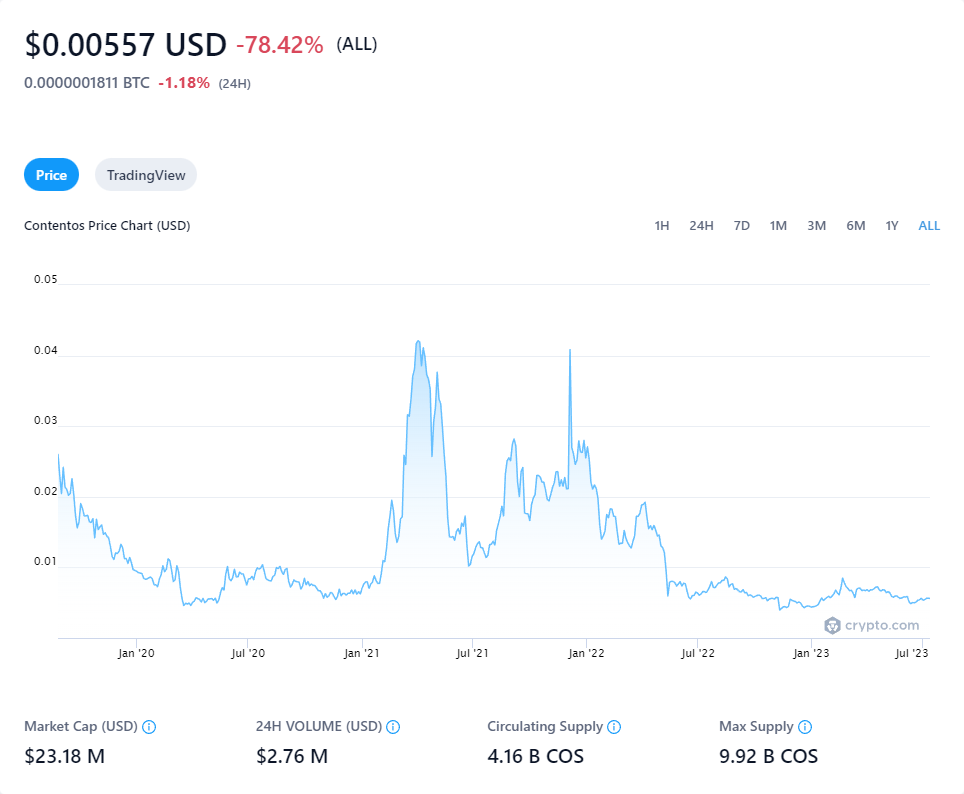 $0.00557 USD -78.42% (ALL)
0.0000001811 BTC -1.18% (24H)
Price TradingView
Contentos Price Chart (USD) 1H 24H 7D 1M 3M 6M 1Y ALL
0.05
0.04
0.03
0.02
0.01
crypto.com
Jan '20 Jul '20 Jan '21 Jul '21 Jan '22 Jul '22 Jan '23 Jul '23
Market Cap (USD) 24H VOLUME (USD) Circulating Supply Max Supply
$23.18 M $2.76 M 4.16 B COS 9.92 B COS